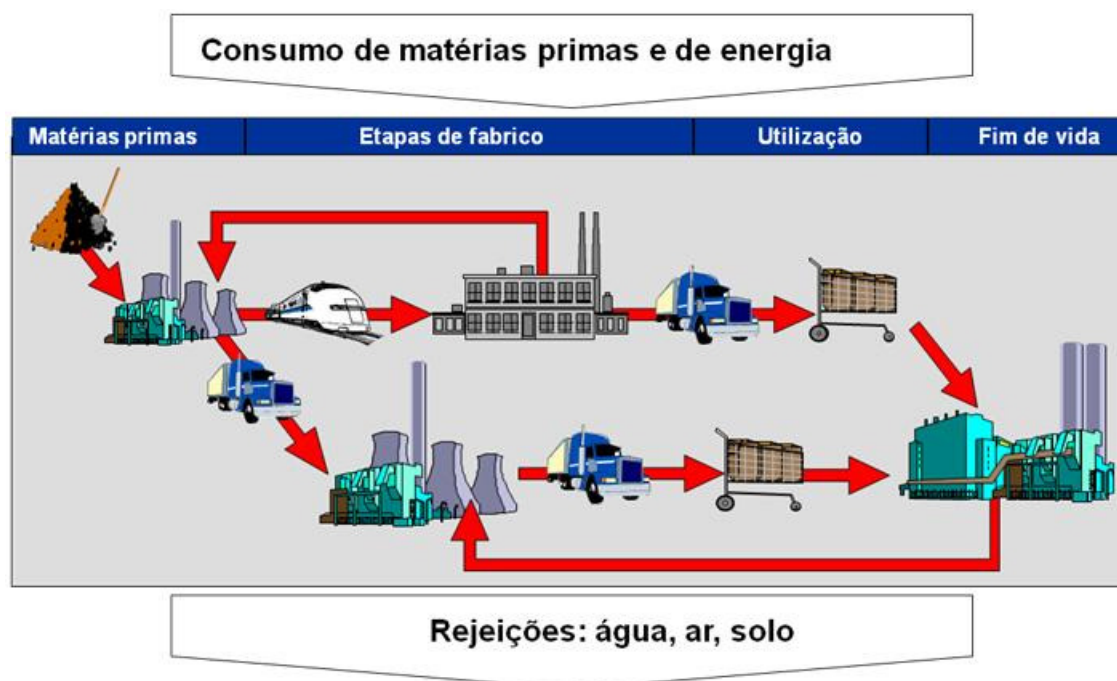 Consumo de matérias primas e de energia
Matérias primas Etapas de fabrico Utilização Fim de vida
Rejeições: água, ar, solo